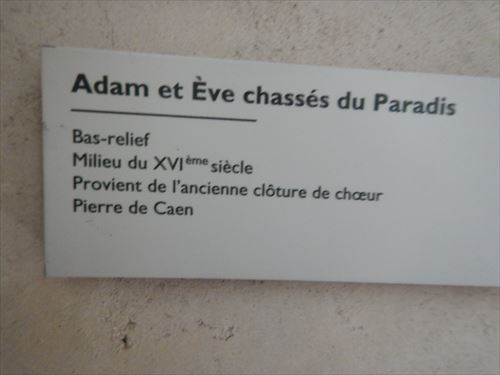 Adam et Ève chassés du Paradis
Bas-relief
Milieu du XVIème siècle
Provient de l'ancienne clôture de chœur
Pierre de Caen